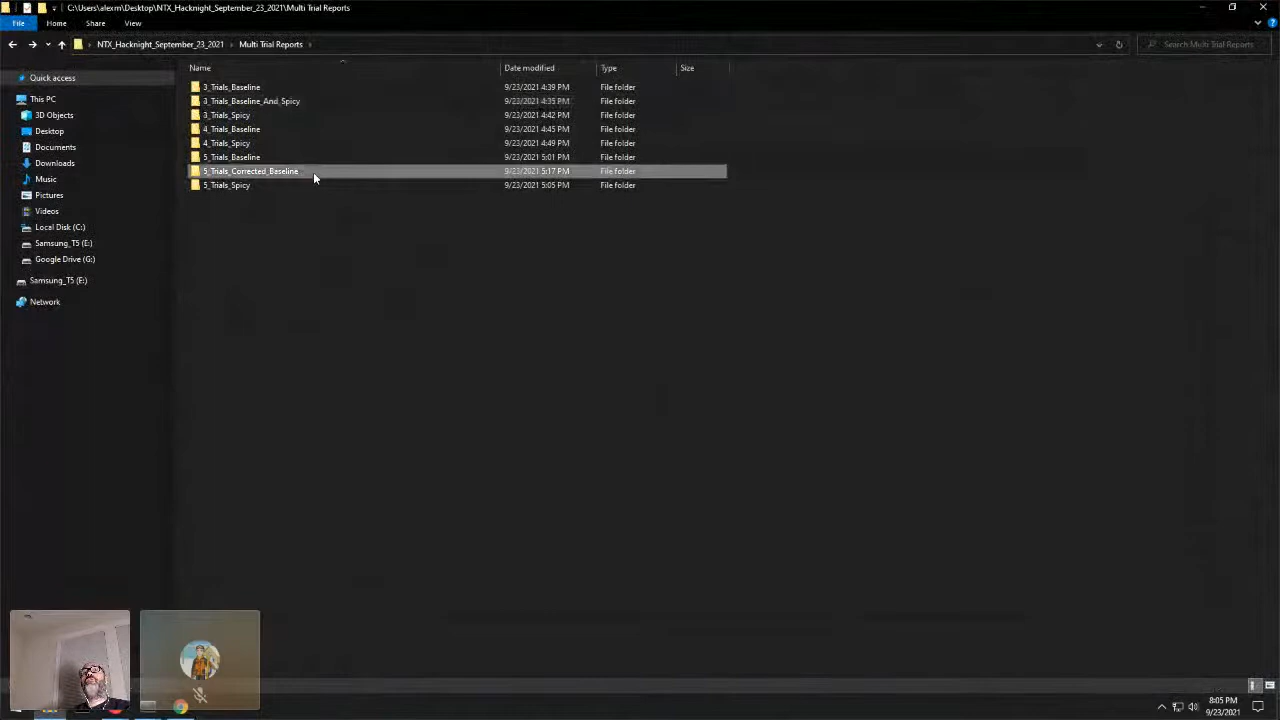 C:\Users\alexm\Desktop\NTX_Hacknight_September_23_2021\Multi Trial Reports
File Home Share View
NTX_Hacknight_September_23_2021 Multi Trial Reports Search Multi Trial Reports
Name Date modified Type Size
Quick access
This PC
3D Objects
Desktop
Documents
Downloads
Music
Pictures
Videos
Local Disk (C:)
Samsung_T5 (E:)
Google Drive (G:)
Samsung_T5 (E:)
Network
3_Trials_Baseline 9/23/2021 4:39 PM File folder
3_Trials_Baseline_And_Spicy 9/23/2021 4:35 PM File folder
3_Trials_Spicy 9/23/2021 4:42 PM File folder
4_Trials_Baseline 9/23/2021 4:45 PM File folder
4_Trials_Spicy 9/23/2021 4:49 PM File folder
5_Trials_Baseline 9/23/2021 5:01 PM File folder
5_Trials_Corrected_Baseline 9/23/2021 5:17 PM File folder
5_Trials_Spicy 9/23/2021 5:05 PM File folder
8:05 PM
9/23/2021